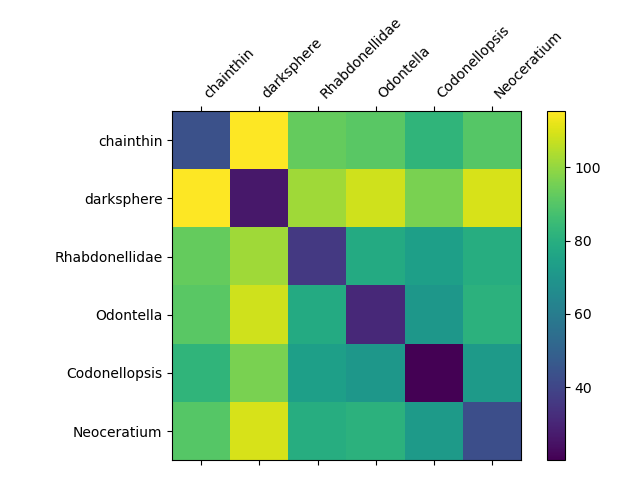 chainthin
darksphere
Rhabdonellidae
Odontella
Codonellopsis
Neoceratium
chainthin
darksphere
Rhabdonellidae
Odontella
Codonellopsis
Neoceratium
100
80
60
40